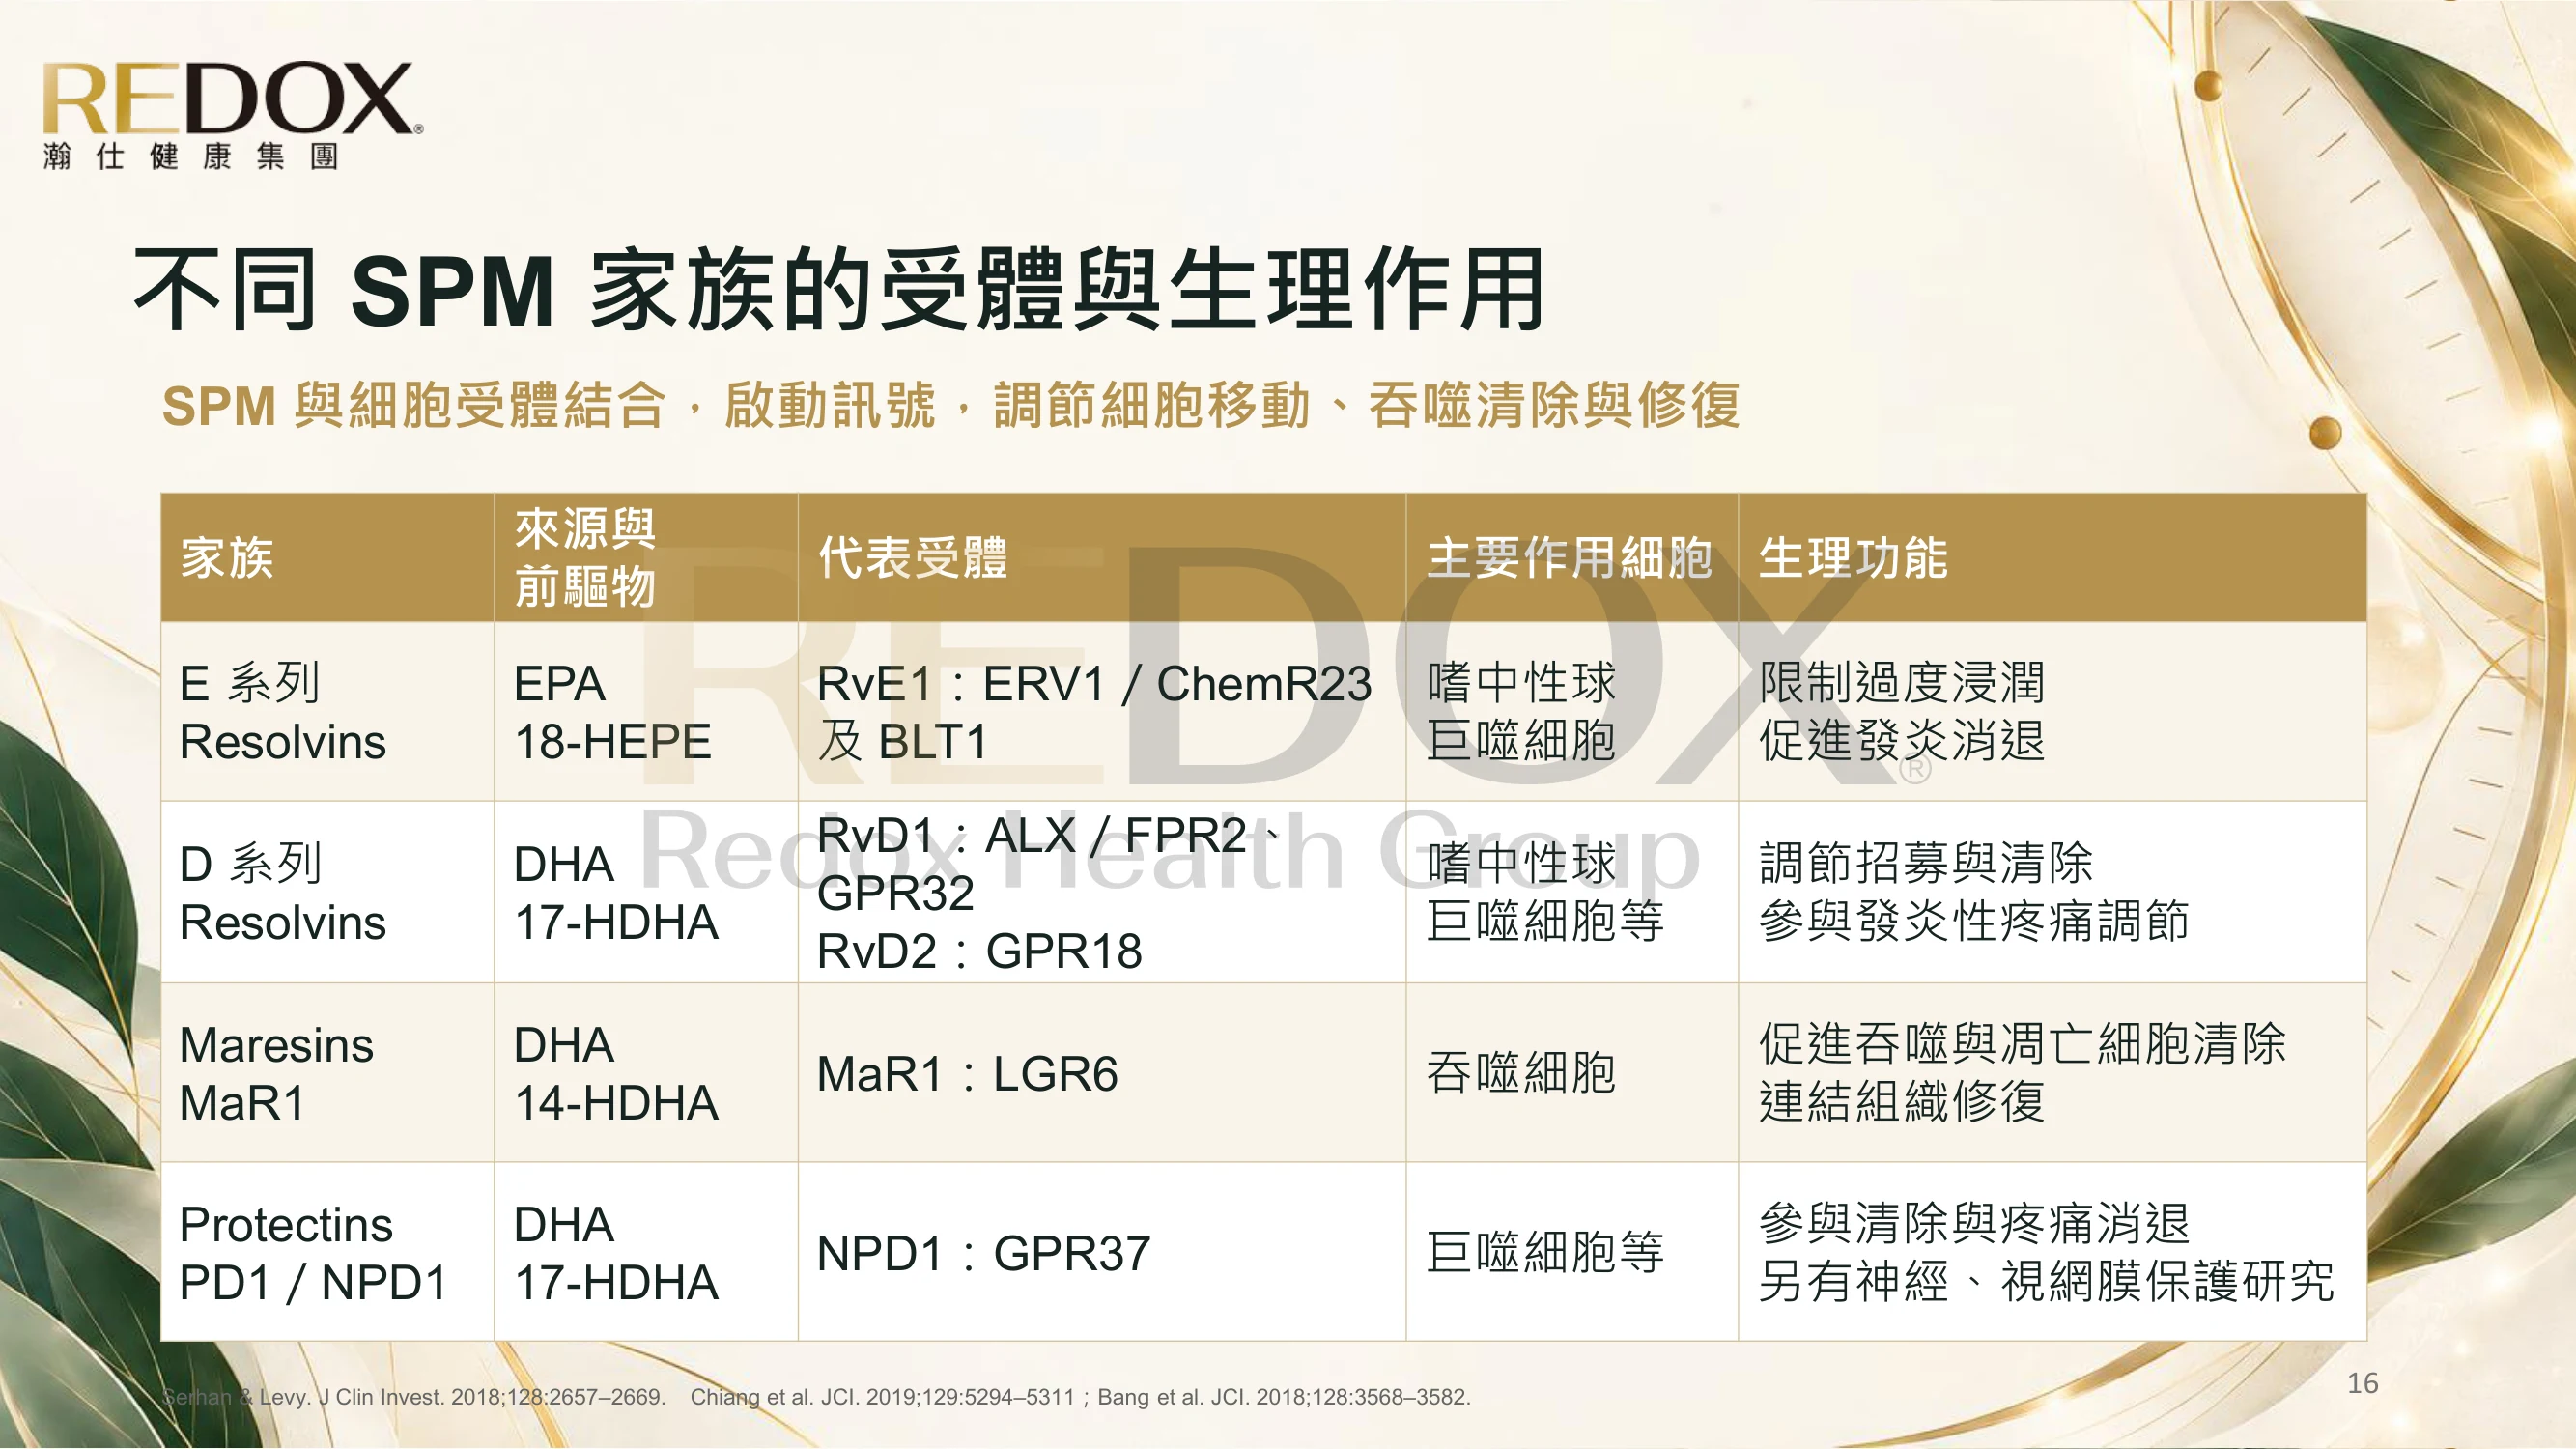 REDOX®
瀚仕健康集團
不同 SPM 家族的受體與生理作用
SPM 與細胞受體結合，啟動訊號，調節細胞移動、吞噬清除與修復
家族
來源與
前驅物
代表受體
主要作用細胞
生理功能
E 系列
Resolvins
EPA
18-HEPE
RvE1：ERV1 / ChemR23
及 BLT1
嗜中性球
巨噬細胞
限制過度浸潤
促進發炎消退
D 系列
Resolvins
DHA
17-HDHA
RvD1：ALX / FPR2、
GPR32
RvD2：GPR18
嗜中性球
巨噬細胞等
調節招募與清除
參與發炎性疼痛調節
Maresins
MaR1
DHA
14-HDHA
MaR1：LGR6
吞噬細胞
促進吞噬與凋亡細胞清除
連結組織修復
Protectins
PD1 / NPD1
DHA
17-HDHA
NPD1：GPR37
巨噬細胞等
參與清除與疼痛消退
另有神經、視網膜保護研究
REDOX®
Redox Health Group
Serhan & Levy. J Clin Invest. 2018;128:2657–2669. Chiang et al. JCI. 2019;129:5294–5311；Bang et al. JCI. 2018;128:3568–3582.
16